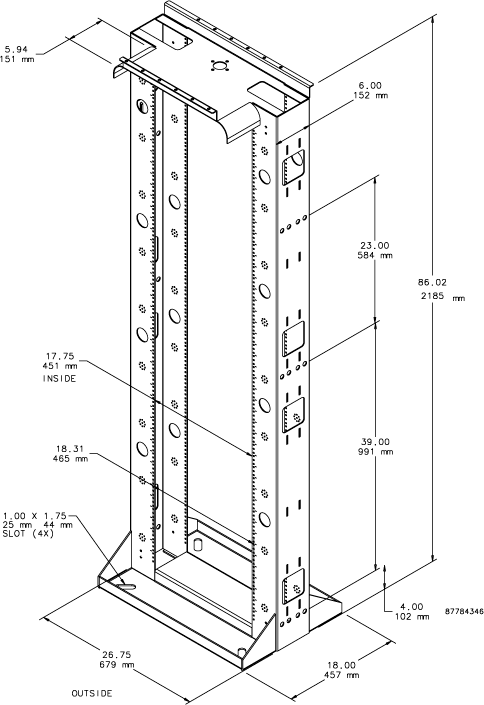 5.94
151 mm
6.00
152 mm
23.00
584 mm
86.02
2185 mm
17.75
451 mm
INSIDE
39.00
991 mm
18.31
465 mm
1.00 X 1.75
25 mm 44 mm
SLOT (4X)
4.00
102 mm
87784346
26.75
679 mm
18.00
457 mm
OUTSIDE